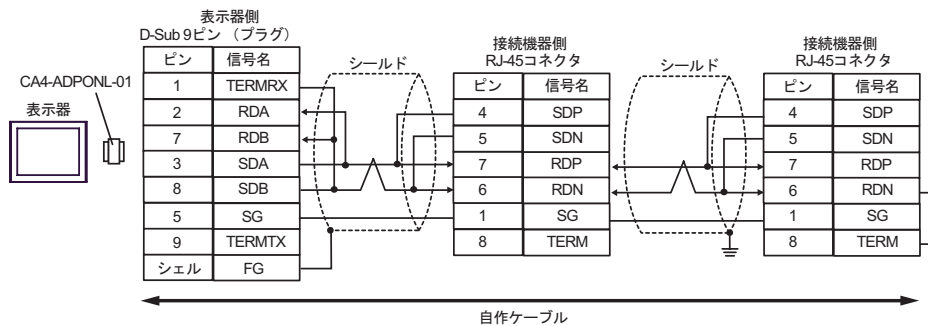 表示器側
D-Sub 9ピン （プラグ）
CA4-ADPONL-01
表示器
ピン 信号名
1 TERMRX
2 RDA
7 RDB
3 SDA
8 SDB
5 SG
9 TERMTX
シェル FG
シールド
接続機器側
RJ-45コネクタ
ピン 信号名
4 SDP
5 SDN
7 RDP
6 RDN
1 SG
8 TERM
シールド
接続機器側
RJ-45コネクタ
ピン 信号名
4 SDP
5 SDN
7 RDP
6 RDN
1 SG
8 TERM
自作ケーブル